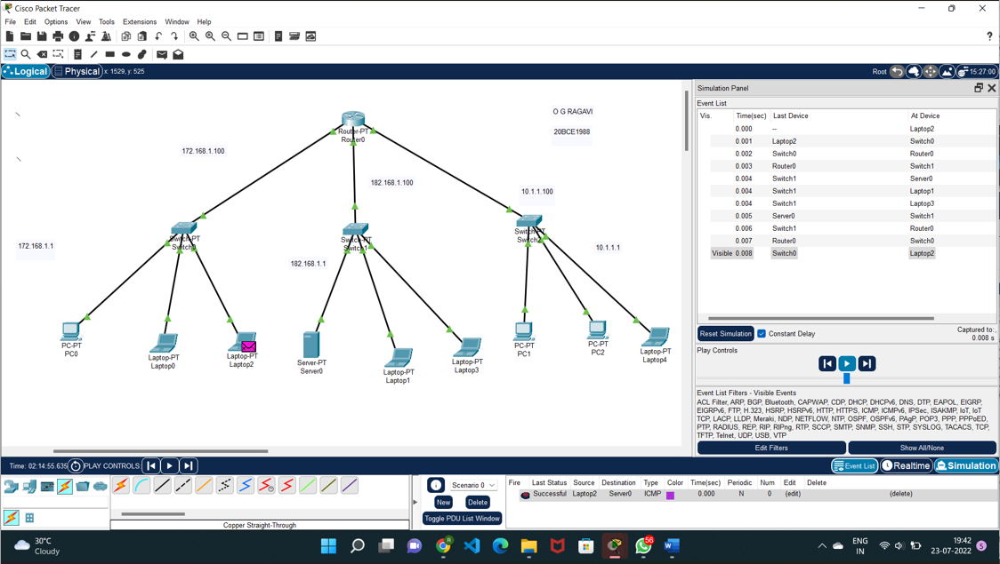 Cisco Packet Tracer
File Edit Options View Tools Extensions Window Help
?
Logical Physical x: 1529, y: 525 Root 15:27:00
O G RAGAVI
20BCE1988
Router-PT
Router0
172.168.1.100
182.168.1.100
10.1.1.100
Switch-PT
Switch0
Switch-PT
Switch1
Switch-PT
Switch2
172.168.1.1
182.168.1.1
10.1.1.1
PC-PT
PC0
Laptop-PT
Laptop0
Laptop-PT
Laptop2
Server-PT
Server0
Laptop-PT
Laptop1
Laptop-PT
Laptop3
PC-PT
PC1
PC-PT
PC2
Laptop-PT
Laptop4
Simulation Panel
Event List
Vis. Time(sec) Last Device At Device
0.000 -- Laptop2
0.001 Laptop2 Switch0
0.002 Switch0 Router0
0.003 Router0 Switch1
0.004 Switch1 Server0
0.004 Switch1 Laptop1
0.004 Switch1 Laptop3
0.005 Server0 Switch1
0.006 Switch1 Router0
0.007 Router0 Switch0
Visible 0.008 Switch0 Laptop2
Reset Simulation Constant Delay Captured to:
0.008 s
Play Controls
Event List Filters - Visible Events
ACL Filter, ARP, BGP, Bluetooth, CAPWAP, CDP, DHCP, DHCPv6, DNS, DTP, EAPOL, EIGRP,
EIGRPv6, FTP, H.323, HSRP, HSRPv6, HTTP, HTTPS, ICMP, ICMPv6, IPSec, ISAKMP, IoT, IoT
TCP, LACP, LLDP, Meraki, NDP, NETFLOW, NTP, OSPF, OSPFv6, PAgP, POP3, PPP, PPPoED,
PTP, RADIUS, REP, RIP, RIPng, RTP, SCCP, SMTP, SNMP, SSH, STP, SYSLOG, TACACS, TCP,
TFTP, Telnet, UDP, USB, VTP
Edit Filters Show All/None
Time: 02:14:55.635 PLAY CONTROLS: Event List Realtime Simulation
Scenario 0
New Delete
Toggle PDU List Window
Fire Last Status Source Destination Type Color Time(sec) Periodic Num Edit Delete
Successful Laptop2 Server0 ICMP 0.000 N 0 (edit) (delete)
Copper Straight-Through
30°C
Cloudy
R
56
ENG
IN
19:42
23-07-2022
5